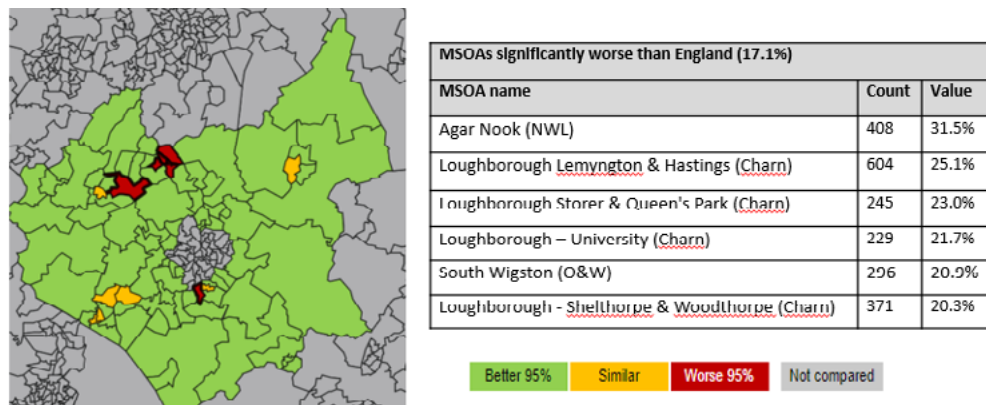 MSOAs significantly worse than England (17.1%)
MSOA name Count Value
Agar Nook (NWL) 408 31.5%
Loughborough Lemyngton & Hastings (Charn) 604 25.1%
Loughborough Storer & Queen's Park (Charn) 245 23.0%
Loughborough – University (Charn) 229 21.7%
South Wigston (O&W) 296 20.9%
Loughborough - Shelthorpe & Woodthorpe (Charn) 371 20.3%
Better 95% Similar Worse 95% Not compared